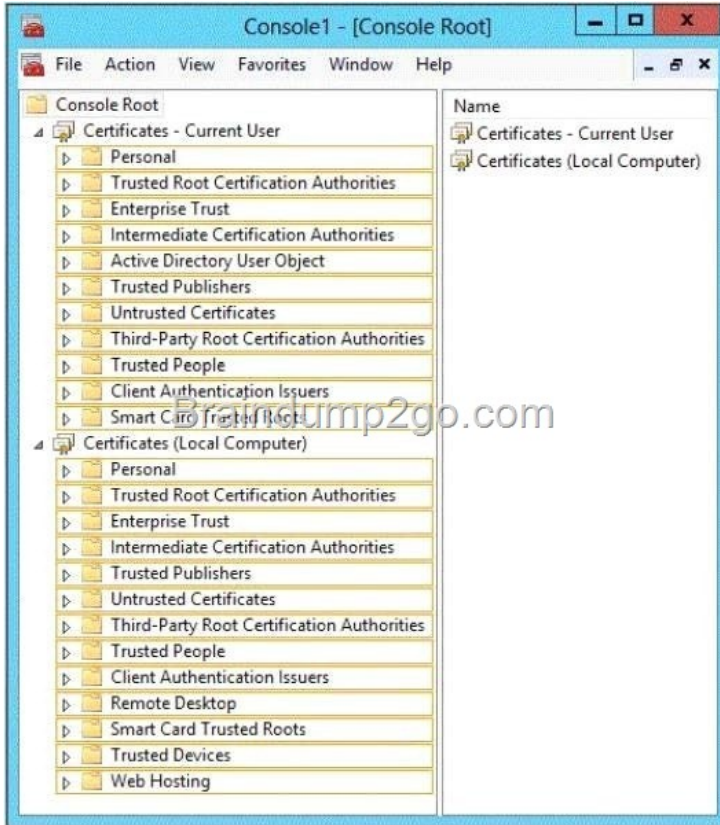 Console1 - [Console Root]
File Action View Favorites Window Help
Console Root
Certificates - Current User
Personal
Trusted Root Certification Authorities
Enterprise Trust
Intermediate Certification Authorities
Active Directory User Object
Trusted Publishers
Untrusted Certificates
Third-Party Root Certification Authorities
Trusted People
Client Authentication Issuers
Smart Card Trusted Roots
Certificates (Local Computer)
Personal
Trusted Root Certification Authorities
Enterprise Trust
Intermediate Certification Authorities
Trusted Publishers
Untrusted Certificates
Third-Party Root Certification Authorities
Trusted People
Client Authentication Issuers
Remote Desktop
Smart Card Trusted Roots
Trusted Devices
Web Hosting
Name
Certificates - Current User
Certificates (Local Computer)
Braindump2go.com